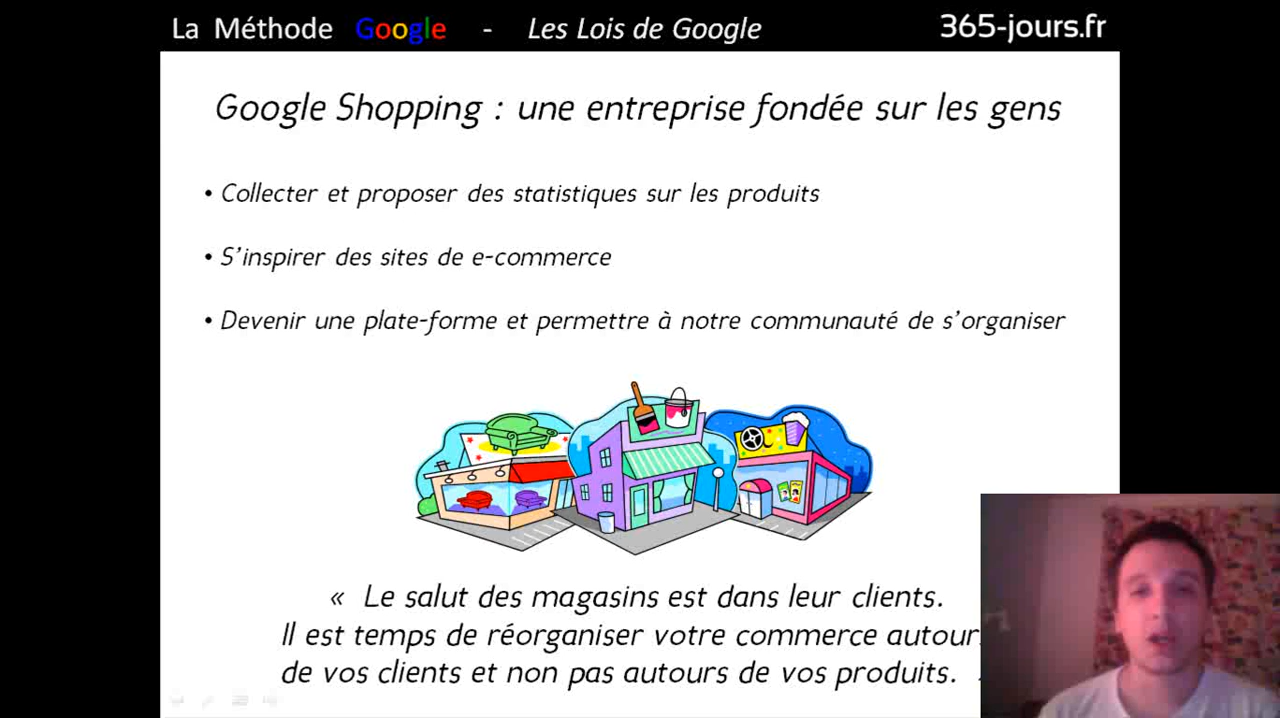 La Méthode Google - Les Lois de Google
365-jours.fr
Google Shopping : une entreprise fondée sur les gens
• Collecter et proposer des statistiques sur les produits
• S'inspirer des sites de e-commerce
• Devenir une plate-forme et permettre à notre communauté de s'organiser
« Le salut des magasins est dans leur clients.
Il est temps de réorganiser votre commerce autour
de vos clients et non pas autours de vos produits.